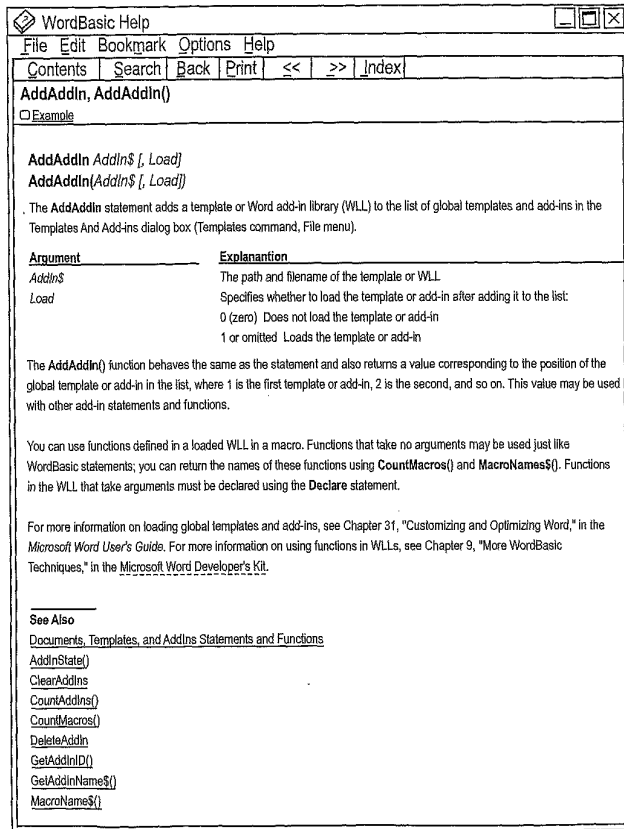 WordBasic Help
File Edit Bookmark Options Help
Contents Search Back Print << >> Index
AddAddIn, AddAddIn()
Example
AddAddIn AddIn$ [, Load]
AddAddIn(AddIn$ [, Load])
The AddAddIn statement adds a template or Word add-in library (WLL) to the list of global templates and add-ins in the
Templates And Add-ins dialog box (Templates command, File menu).
Argument Explanantion
AddIn$ The path and filename of the template or WLL
Load Specifies whether to load the template or add-in after adding it to the list:
0 (zero) Does not load the template or add-in
1 or omitted Loads the template or add-in
The AddAddIn() function behaves the same as the statement and also returns a value corresponding to the position of the
global template or add-in in the list, where 1 is the first template or add-in, 2 is the second, and so on. This value may be used
with other add-in statements and functions.
You can use functions defined in a loaded WLL in a macro. Functions that take no arguments may be used just like
WordBasic statements; you can return the names of these functions using CountMacros() and MacroNames$(). Functions
in the WLL that take arguments must be declared using the Declare statement.
For more information on loading global templates and add-ins, see Chapter 31, "Customizing and Optimizing Word," in the
Microsoft Word User's Guide. For more information on using functions in WLLs, see Chapter 9, "More WordBasic
Techniques," in the Microsoft Word Developer's Kit.
See Also
Documents, Templates, and AddIns Statements and Functions
AddInState()
ClearAddIns
CountAddIns()
CountMacros()
DeleteAddIn
GetAddInID()
GetAddInName$()
MacroName$()